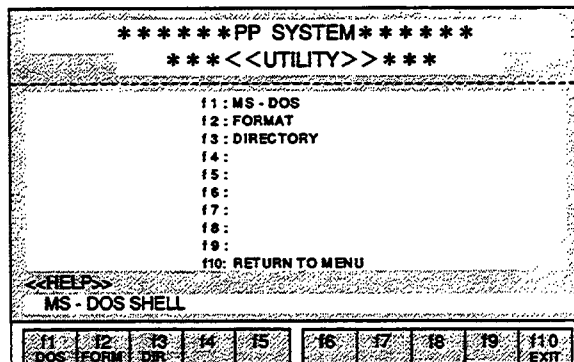 ******PP SYSTEM******
***<<UTILITY>>***
f1 : MS - DOS
f2 : FORMAT
f3 : DIRECTORY
f4 :
f5 :
f6 :
f7 :
f8 :
f9 :
f10: RETURN TO MENU
<<HELP>>
MS - DOS SHELL
f1 f2 f3 f4 f5 f6 f7 f8 f9 f10
DOS FORM DIR EXIT